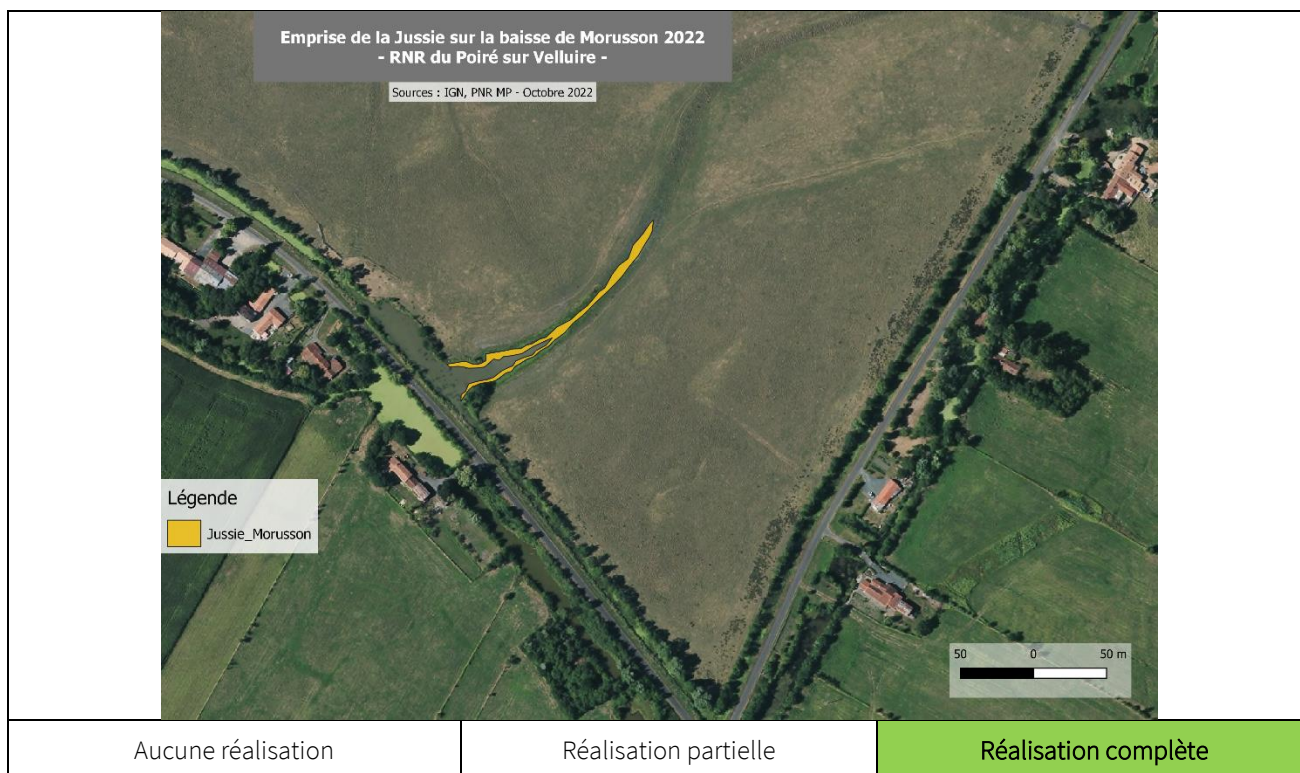 Emprise de la Jussie sur la baisse de Morusson 2022
- RNR du Poiré sur Velluire -
Sources : IGN, PNR MP - Octobre 2022
Légende
Jussie_Morusson
50 0 50 m
Aucune réalisation
Réalisation partielle
Réalisation complète